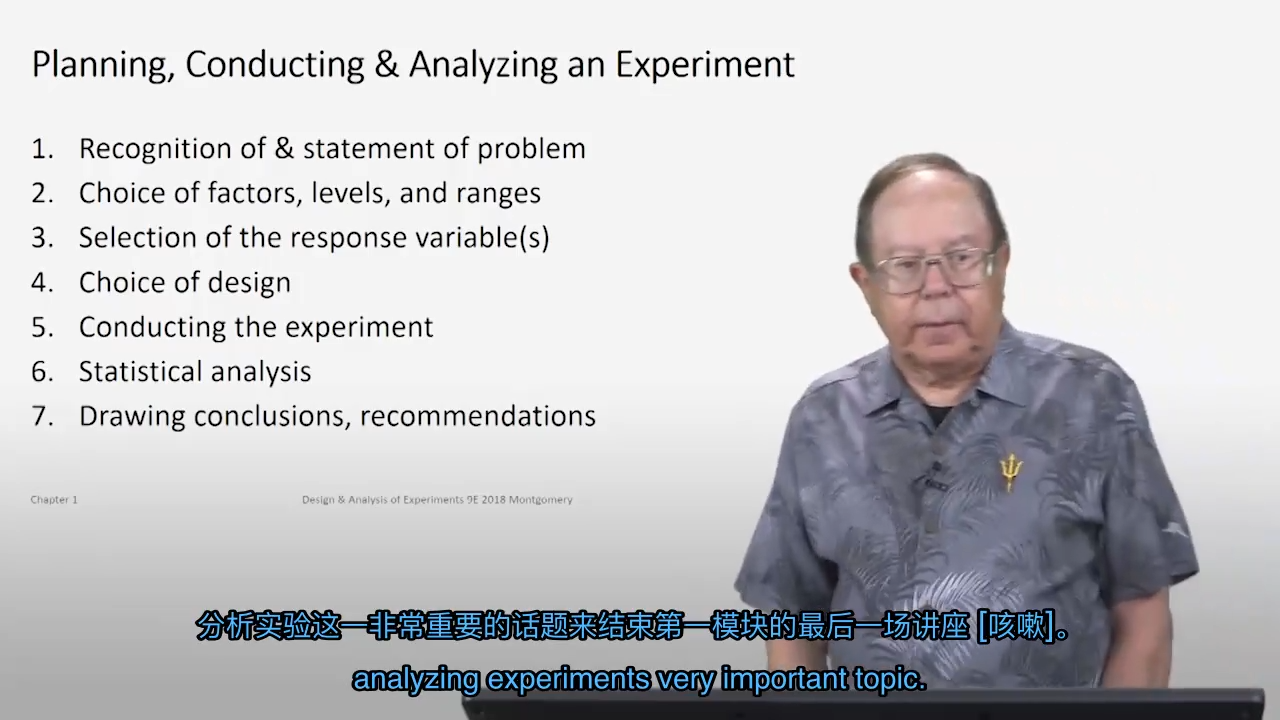 Planning, Conducting & Analyzing an Experiment
1. Recognition of & statement of problem
2. Choice of factors, levels, and ranges
3. Selection of the response variable(s)
4. Choice of design
5. Conducting the experiment
6. Statistical analysis
7. Drawing conclusions, recommendations
Chapter 1
Design & Analysis of Experiments 9E 2018 Montgomery
分析实验这一非常重要的话题来结束第一模块的最后一场讲座 [咳嗽]。
analyzing experiments very important topic.